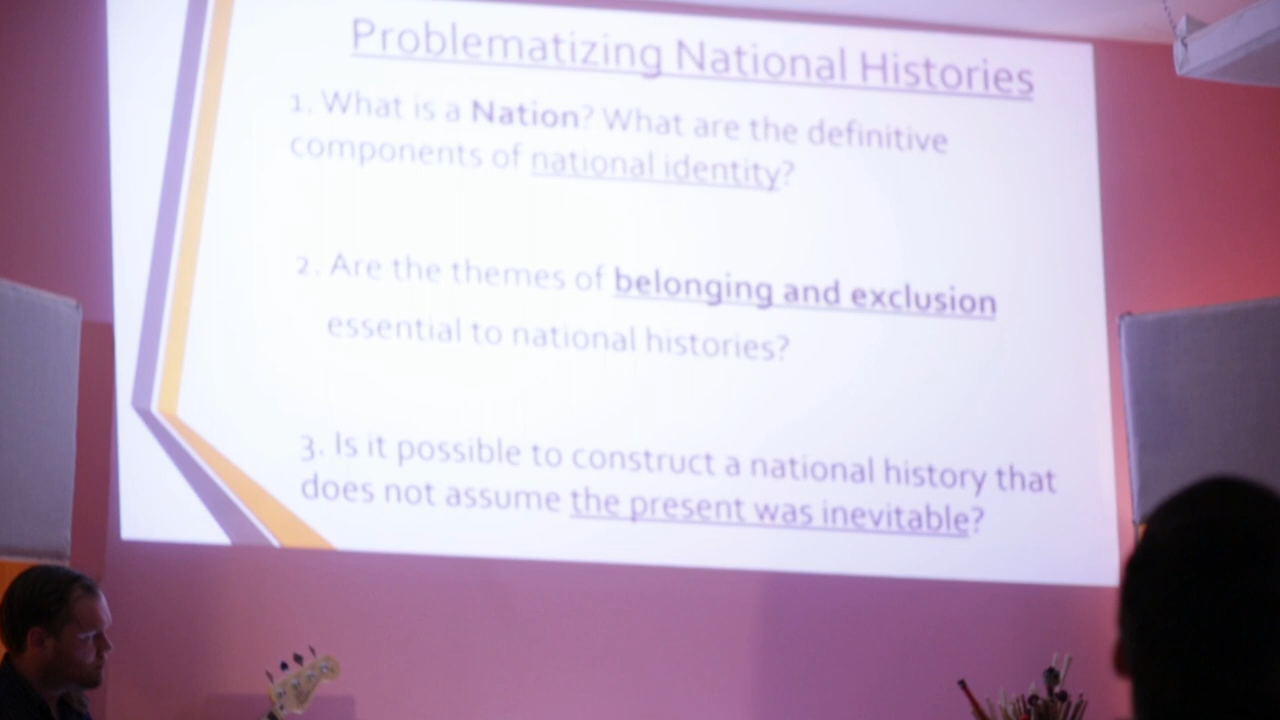 Problematizing National Histories
1. What is a Nation? What are the definitive
components of national identity?
2. Are the themes of belonging and exclusion
essential to national histories?
3. Is it possible to construct a national history that
does not assume the present was inevitable?